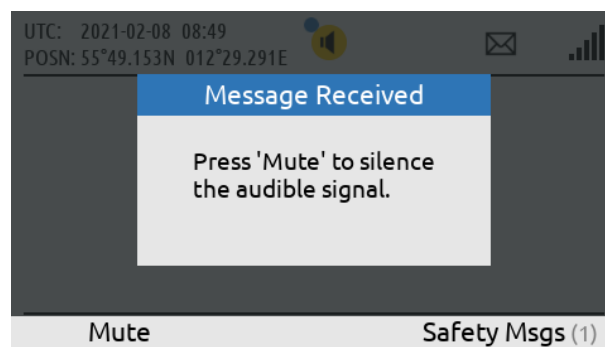 UTC: 2021-02-08 08:49
POSN: 55°49.153N 012°29.291E
Message Received
Press 'Mute' to silence
the audible signal.
Mute Safety Msgs (1)